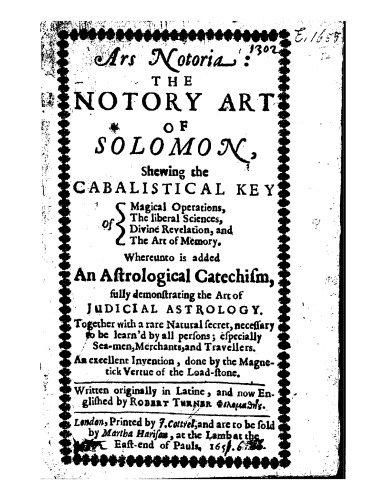 1302
E. 1655
Ars Notoria:
THE
NOTORY ART
OF
SOLOMON,
Shewing the
CABALISTICAL KEY
of { Magical Operations,
The liberal Sciences,
Divine Revelation, and
The Art of Memory.
Whereunto is added
An Astrological Catechism,
fully demonstrating the Art of
JUDICIAL ASTROLOGY.
Together with a rare Natural secret, necessary
to be learn'd by all persons; especially
Sea-men, Merchants, and Travellers.
An excellent Invention, done by the Magne-
tick Vertue of the Load-stone.
Written originally in Latine, and now En-
glished by ROBERT TURNER Φιλομαθής.
London, Printed by J. Cottrel, and are to be sold
by Martha Harison, at the Lamb at the
East-end of Pauls.